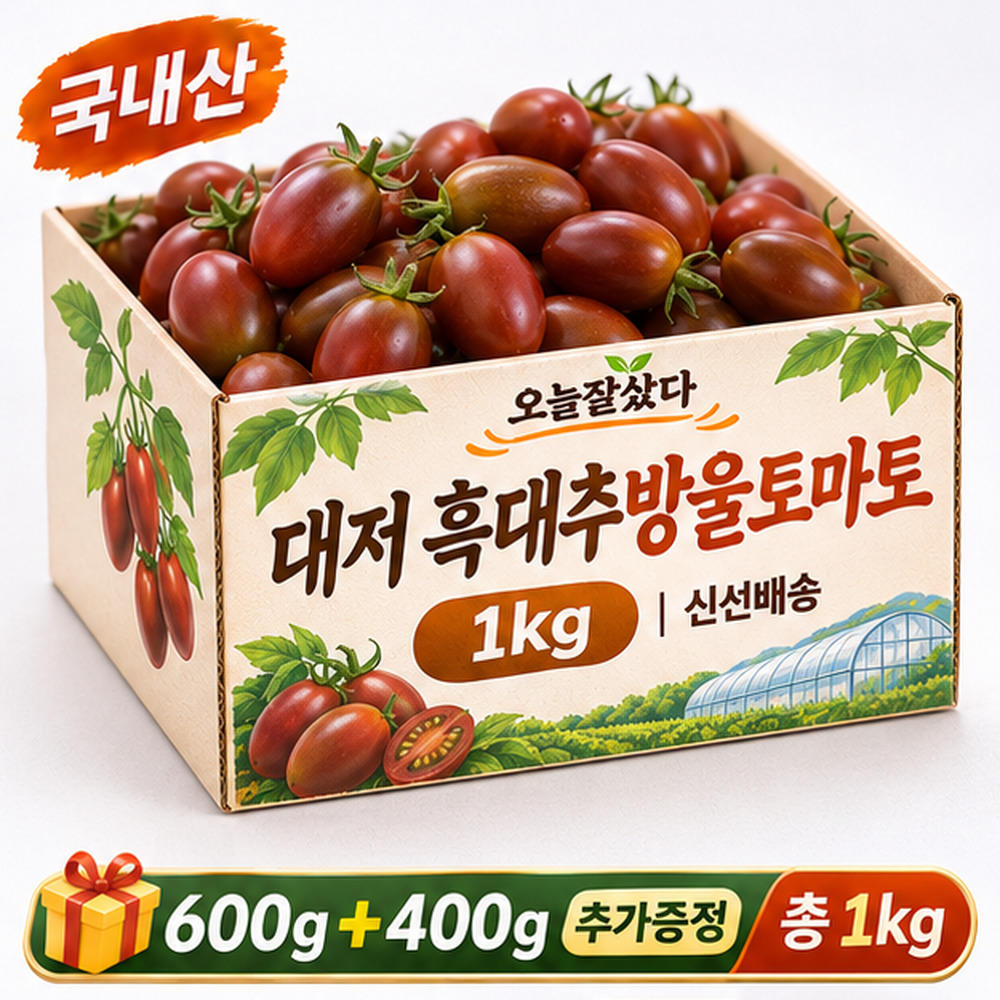 국내산
오늘잘샀다
대저 흑대추방울토마토
1kg | 신선배송
600g+400g 추가증정 총 1kg